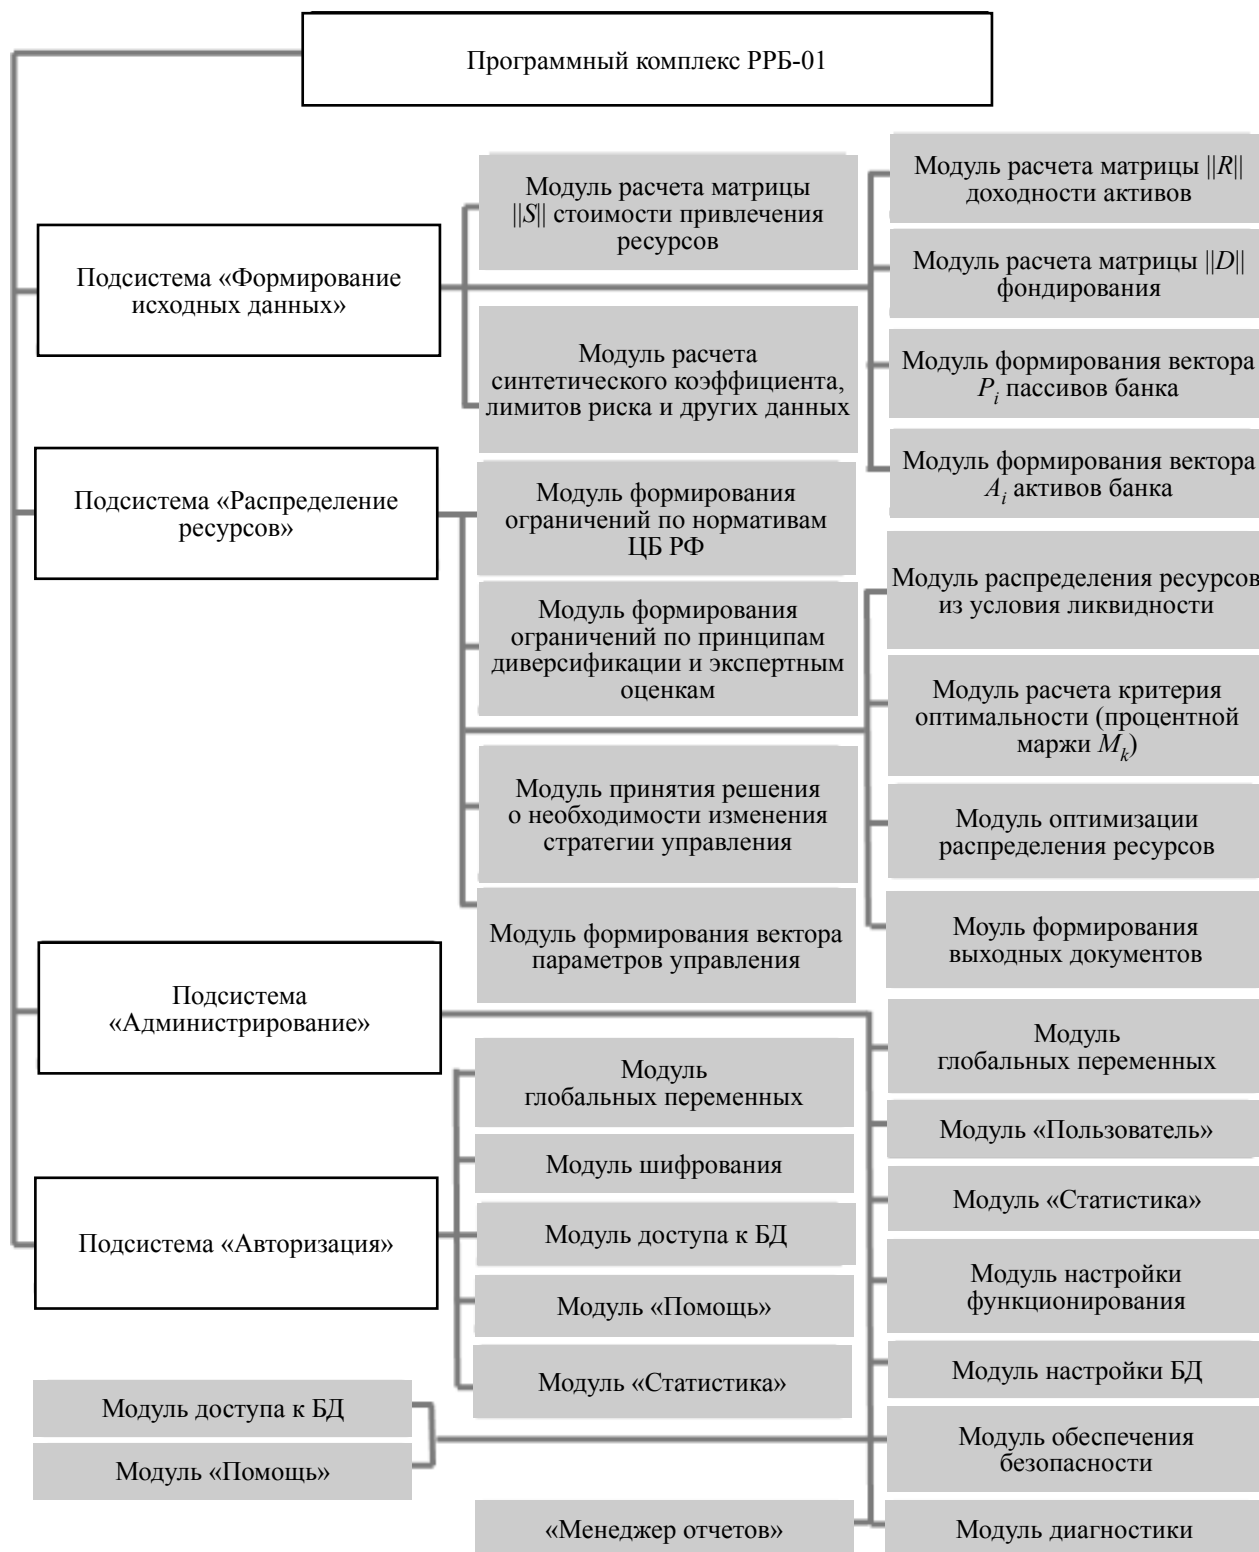 Программный комплекс РРБ-01
Подсистема «Формирование
исходных данных»
Модуль расчета матрицы
||S|| стоимости привлечения
ресурсов
Модуль расчета
синтетического коэффициента,
лимитов риска и других данных
Модуль расчета матрицы ||R||
доходности активов
Модуль расчета матрицы ||D||
фондирования
Модуль формирования вектора
Pi пассивов банка
Модуль формирования вектора
Ai активов банка
Подсистема «Распределение
ресурсов»
Модуль формирования
ограничений по нормативам
ЦБ РФ
Модуль формирования
ограничений по принципам
диверсификации и экспертным
оценкам
Модуль принятия решения
о необходимости изменения
стратегии управления
Модуль формирования вектора
параметров управления
Модуль распределения ресурсов
из условия ликвидности
Модуль расчета критерия
оптимальности (процентной
маржи Mk)
Модуль оптимизации
распределения ресурсов
Моуль формирования
выходных документов
Подсистема
«Администрирование»
Модуль
глобальных переменных
Модуль «Пользователь»
Модуль «Статистика»
Модуль настройки
функционирования
Модуль настройки БД
Модуль обеспечения
безопасности
Модуль диагностики
Подсистема «Авторизация»
Модуль
глобальных переменных
Модуль шифрования
Модуль доступа к БД
Модуль «Помощь»
Модуль «Статистика»
Модуль доступа к БД
Модуль «Помощь»
«Менеджер отчетов»